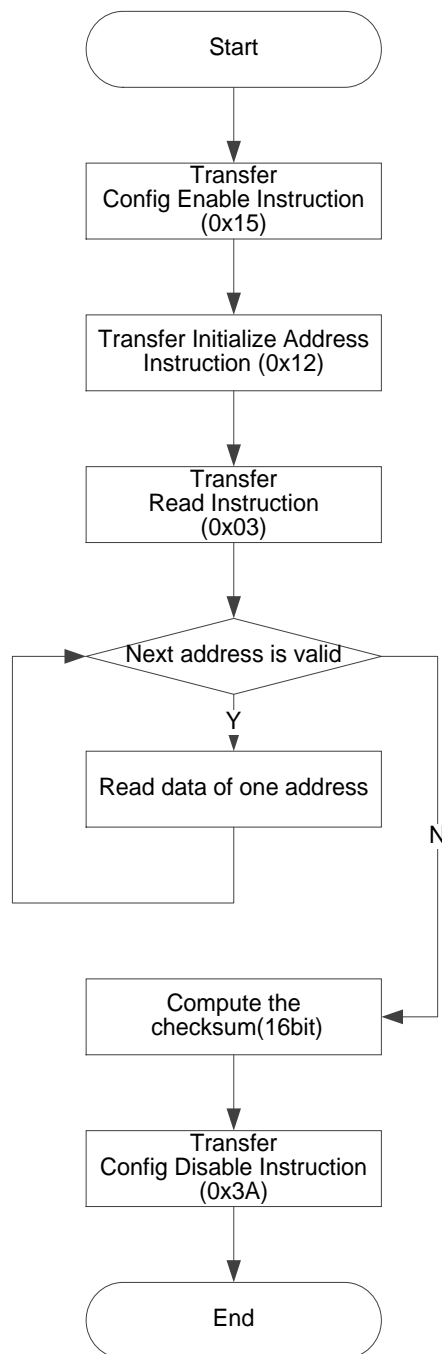 Start
Transfer
Config Enable Instruction
(0x15)
Transfer Initialize Address
Instruction (0x12)
Transfer
Read Instruction
(0x03)
Next address is valid
Y
Read data of one address
N
Compute the
checksum(16bit)
Transfer
Config Disable Instruction
(0x3A)
End